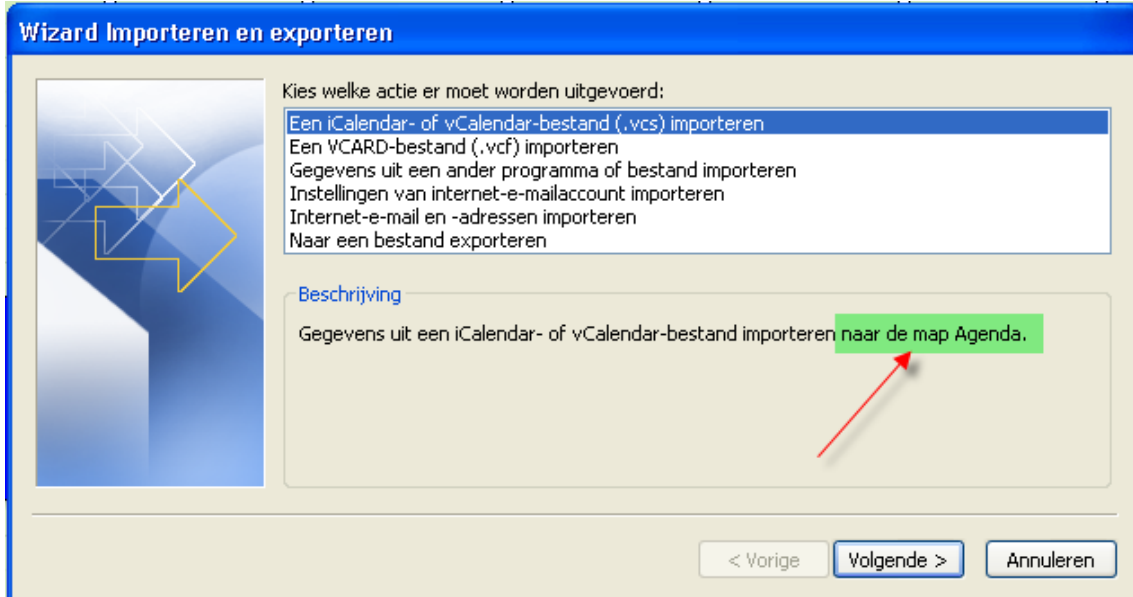 Wizard Importeren en exporteren
Kies welke actie er moet worden uitgevoerd:
Een iCalendar- of vCalendar-bestand (.vcs) importeren
Een VCARD-bestand (.vcf) importeren
Gegevens uit een ander programma of bestand importeren
Instellingen van internet-e-mailaccount importeren
Internet-e-mail en -adressen importeren
Naar een bestand exporteren
Beschrijving
Gegevens uit een iCalendar- of vCalendar-bestand importeren naar de map Agenda.
< Vorige
Volgende >
Annuleren